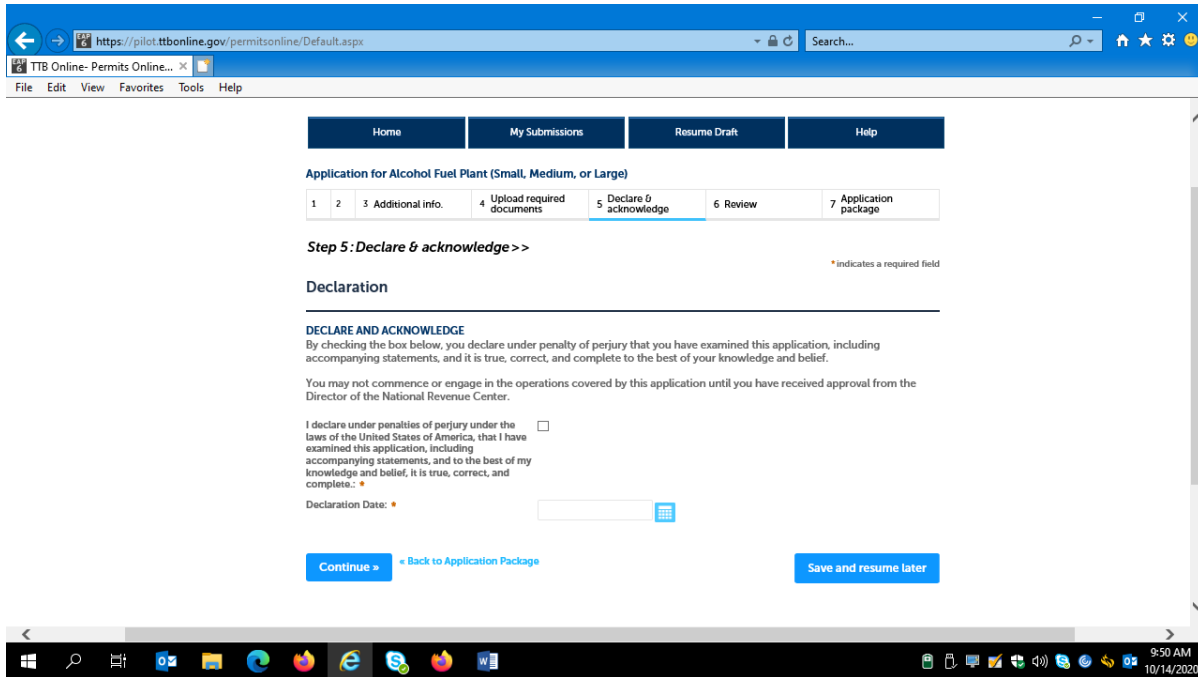 https://pilot.ttbonline.gov/permitsonline/Default.aspx
Search...
TTB Online- Permits Online...
File Edit View Favorites Tools Help
Home My Submissions Resume Draft Help
Application for Alcohol Fuel Plant (Small, Medium, or Large)
1 2 3 Additional info. 4 Upload required documents 5 Declare & acknowledge 6 Review 7 Application package
Step 5: Declare & acknowledge>>
* indicates a required field
Declaration
DECLARE AND ACKNOWLEDGE
By checking the box below, you declare under penalty of perjury that you have examined this application, including
accompanying statements, and it is true, correct, and complete to the best of your knowledge and belief.
You may not commence or engage in the operations covered by this application until you have received approval from the
Director of the National Revenue Center.
I declare under penalties of perjury under the
laws of the United States of America, that I have
examined this application, including
accompanying statements, and to the best of my
knowledge and belief, it is true, correct, and
complete.: *
Declaration Date: *
Continue »
« Back to Application Package
Save and resume later
9:50 AM
10/14/2020